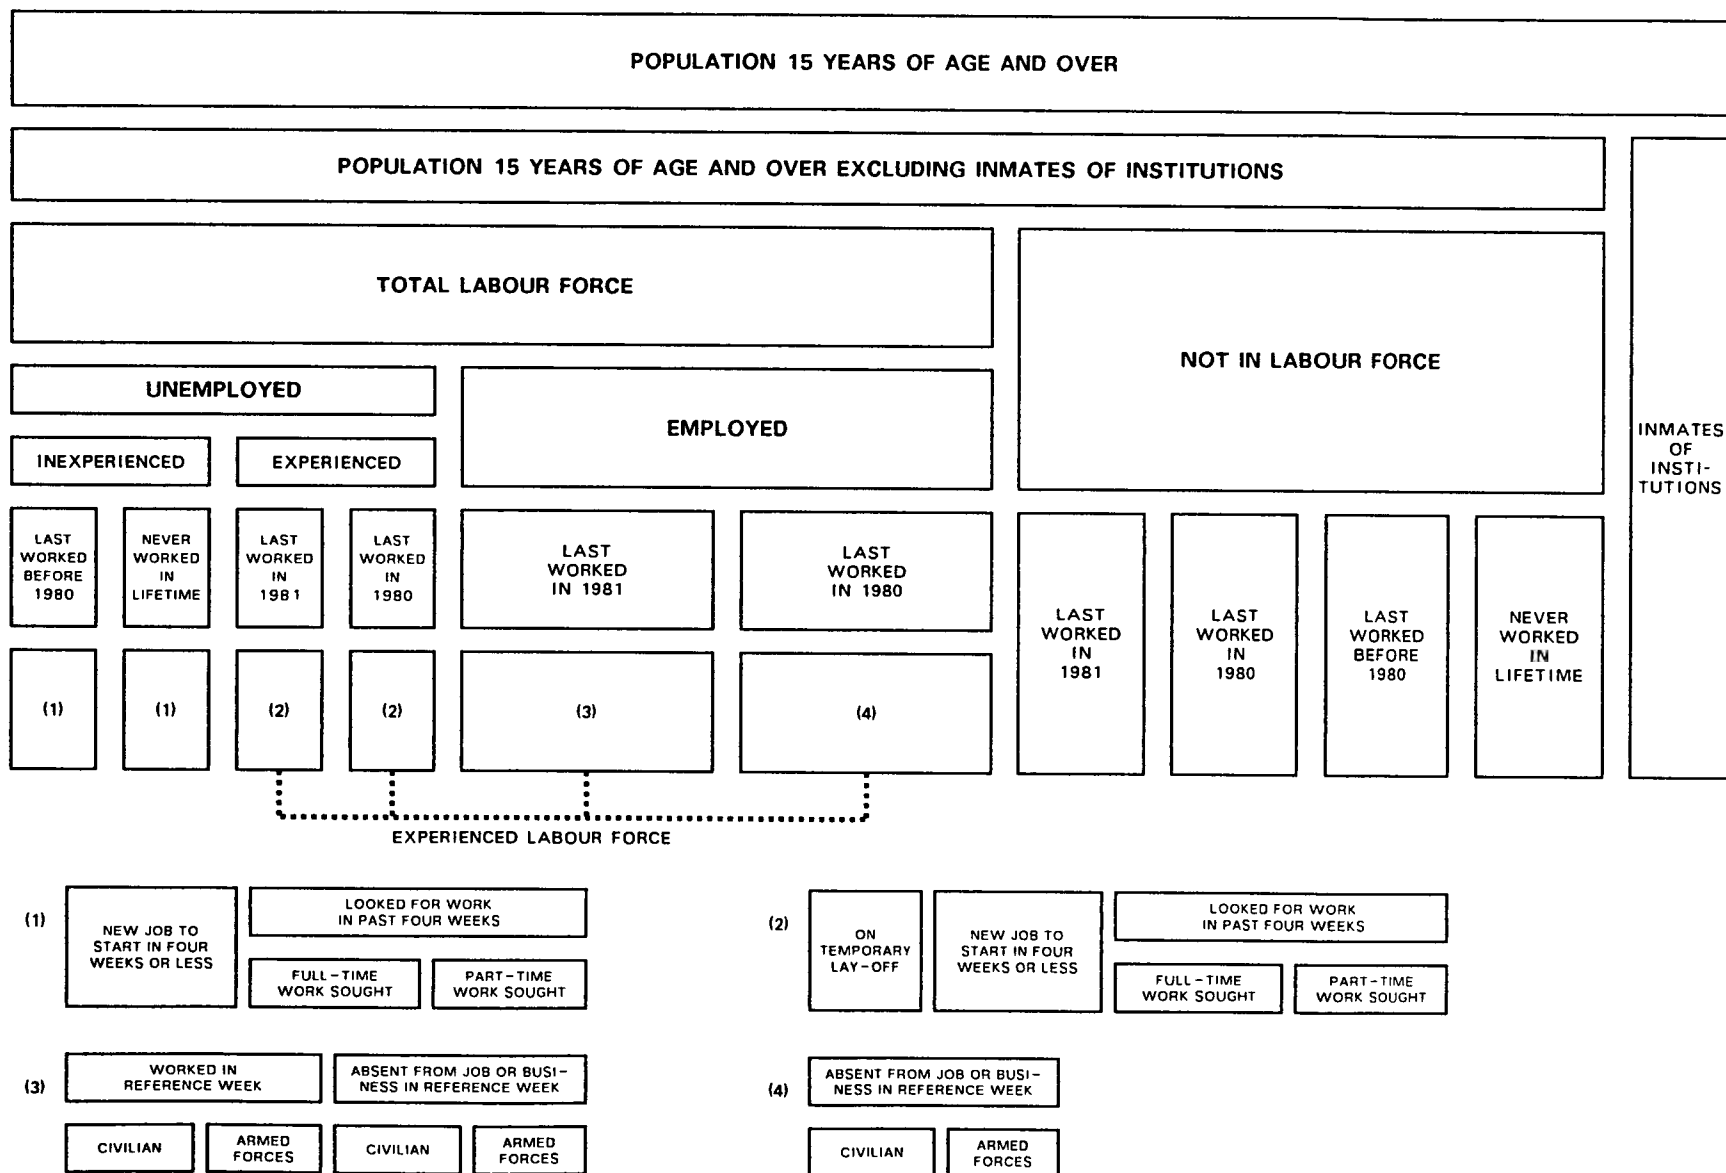 POPULATION 15 YEARS OF AGE AND OVER
POPULATION 15 YEARS OF AGE AND OVER EXCLUDING INMATES OF INSTITUTIONS
TOTAL LABOUR FORCE
NOT IN LABOUR FORCE
INMATES
OF
INSTI-
TUTIONS
UNEMPLOYED
EMPLOYED
INEXPERIENCED
EXPERIENCED
LAST
WORKED
BEFORE
1980
NEVER
WORKED
IN
LIFETIME
LAST
WORKED
IN
1981
LAST
WORKED
IN
1980
LAST
WORKED
IN 1981
LAST
WORKED
IN 1980
LAST
WORKED
IN
1981
LAST
WORKED
IN
1980
LAST
WORKED
BEFORE
1980
NEVER
WORKED
IN
LIFETIME
(1)
(1)
(2)
(2)
(3)
(4)
EXPERIENCED LABOUR FORCE
(1)
NEW JOB TO
START IN FOUR
WEEKS OR LESS
LOOKED FOR WORK
IN PAST FOUR WEEKS
FULL-TIME
WORK SOUGHT
PART-TIME
WORK SOUGHT
(2)
ON
TEMPORARY
LAY-OFF
NEW JOB TO
START IN FOUR
WEEKS OR LESS
LOOKED FOR WORK
IN PAST FOUR WEEKS
FULL-TIME
WORK SOUGHT
PART-TIME
WORK SOUGHT
(3)
WORKED IN
REFERENCE WEEK
ABSENT FROM JOB OR BUSI-
NESS IN REFERENCE WEEK
CIVILIAN
ARMED
FORCES
CIVILIAN
ARMED
FORCES
(4)
ABSENT FROM JOB OR BUSI-
NESS IN REFERENCE WEEK
CIVILIAN
ARMED
FORCES